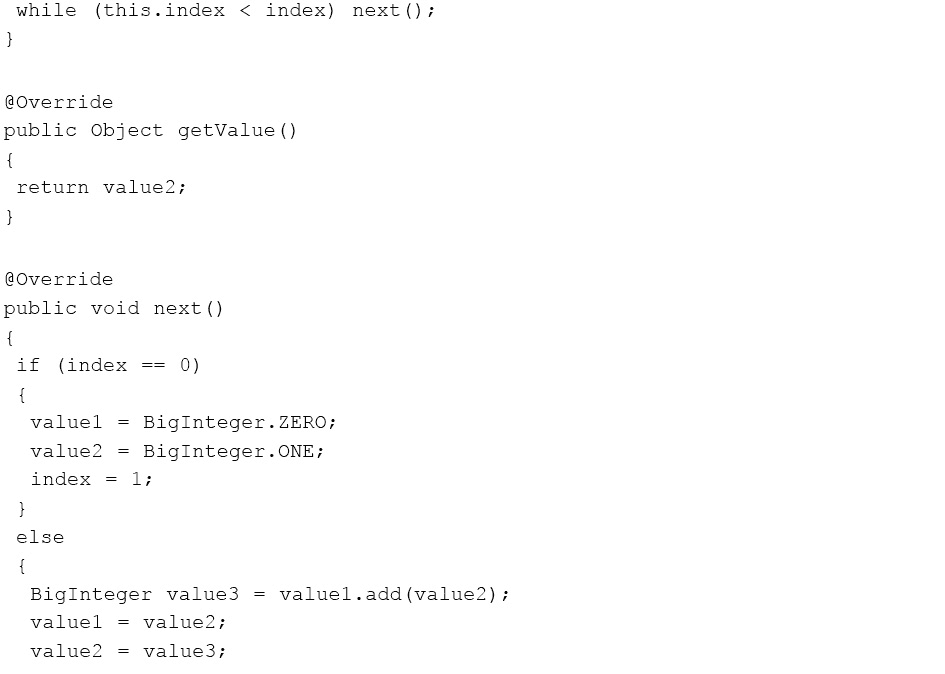 while (this.index < index) next();
}
@Override
public Object getValue()
{
return value2;
}
@Override
public void next()
{
if (index == 0)
{
value1 = BigInteger.ZERO;
value2 = BigInteger.ONE;
index = 1;
}
else
{
BigInteger value3 = value1.add(value2);
value1 = value2;
value2 = value3;